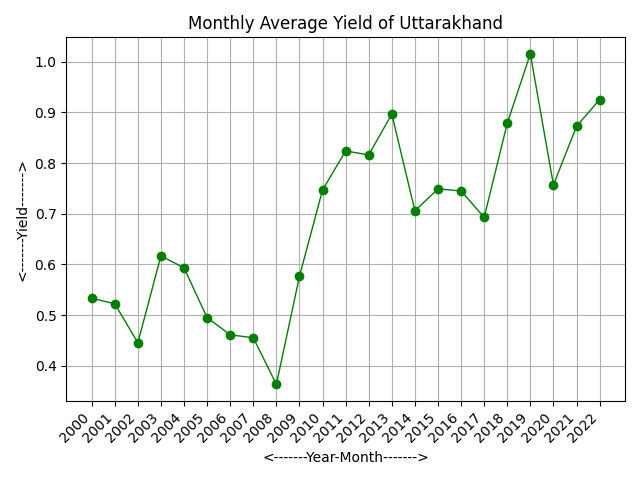 Monthly Average Yield of Uttarakhand
1.0
0.9
0.8
0.7
0.6
0.5
0.4
<-------Yield------->
2000 2001 2002 2003 2004 2005 2006 2007 2008 2009 2010 2011 2012 2013 2014 2015 2016 2017 2018 2019 2020 2021 2022
<-------Year-Month------->